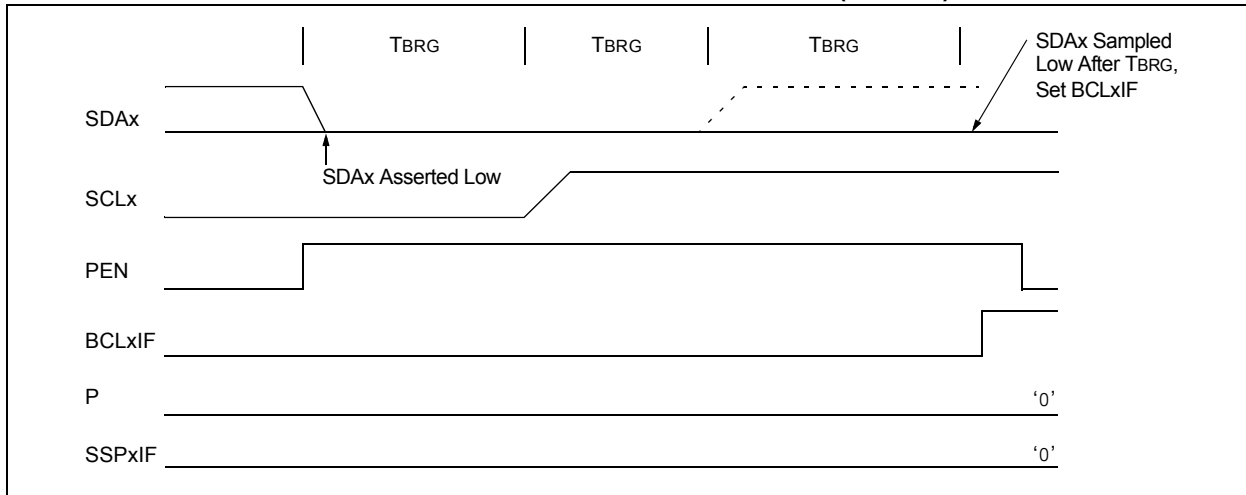 TBRG TBRG TBRG
SDAx Sampled
Low After TBRG,
Set BCLxIF
SDAx
SDAx Asserted Low
SCLx
PEN
BCLxIF
P ‘0’
SSPxIF ‘0’